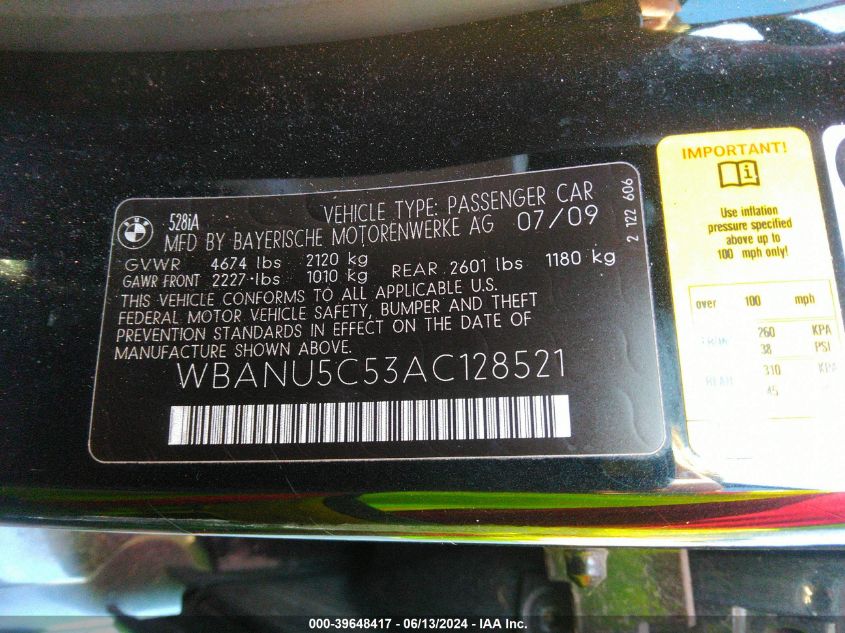 528iA VEHICLE TYPE: PASSENGER CAR
MFD BY BAYERISCHE MOTORENWERKE AG 07/09
GVWR 4674 lbs 2120 kg
GAWR FRONT 2227-lbs 1010 kg REAR 2601 lbs 1180 kg
THIS VEHICLE CONFORMS TO ALL APPLICABLE U.S.
FEDERAL MOTOR VEHICLE SAFETY, BUMPER AND THEFT
PREVENTION STANDARDS IN EFFECT ON THE DATE OF
MANUFACTURE SHOWN ABOVE.
WBANU5C53AC128521
2 122 606
IMPORTANT!
Use inflation
pressure specified
above up to
100 mph only!
over 100 mph
260 KPA
38 PSI
310 KPA
REAR 45
000-39648417 - 06/13/2024 - IAA Inc.